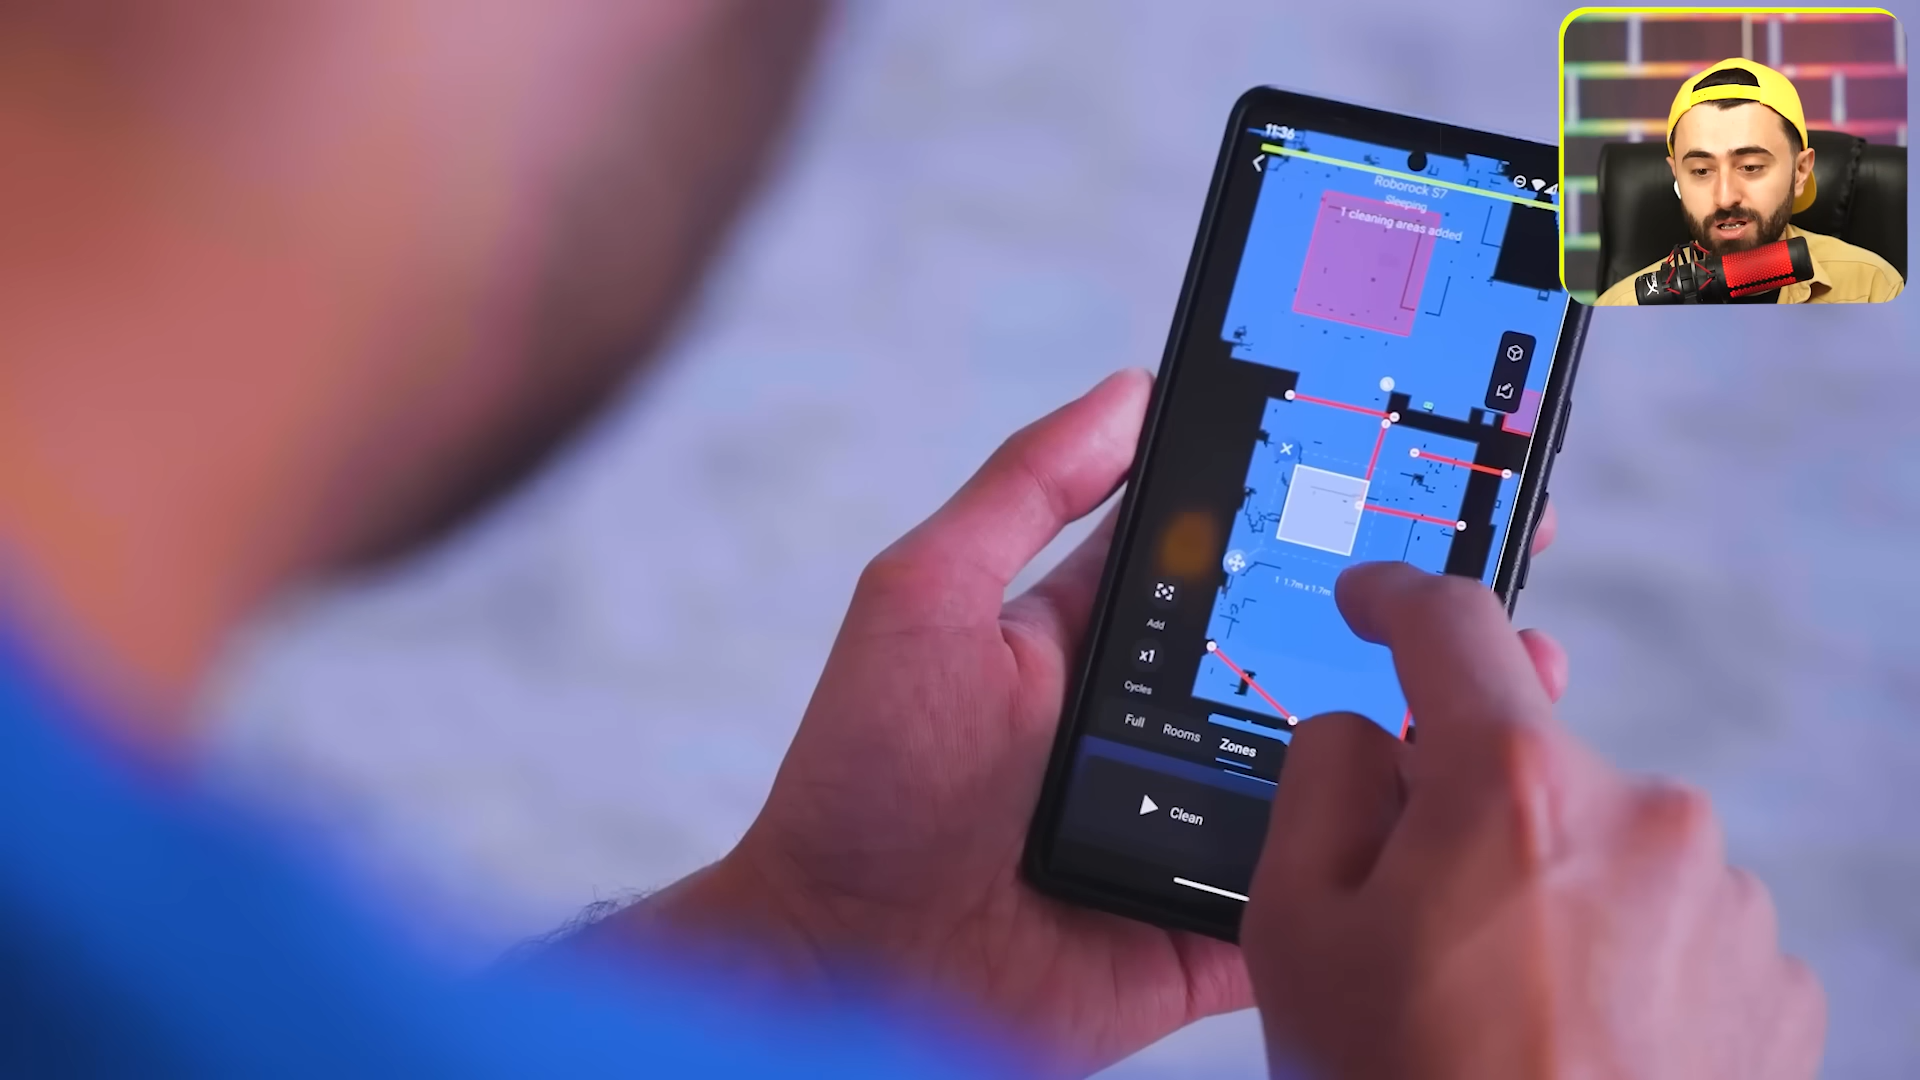 11:36
Roborock S7
Sleeping
1 cleaning areas added
1.7m x 1.7m
Add
x1
Cycles
Full Rooms Zones
Clean